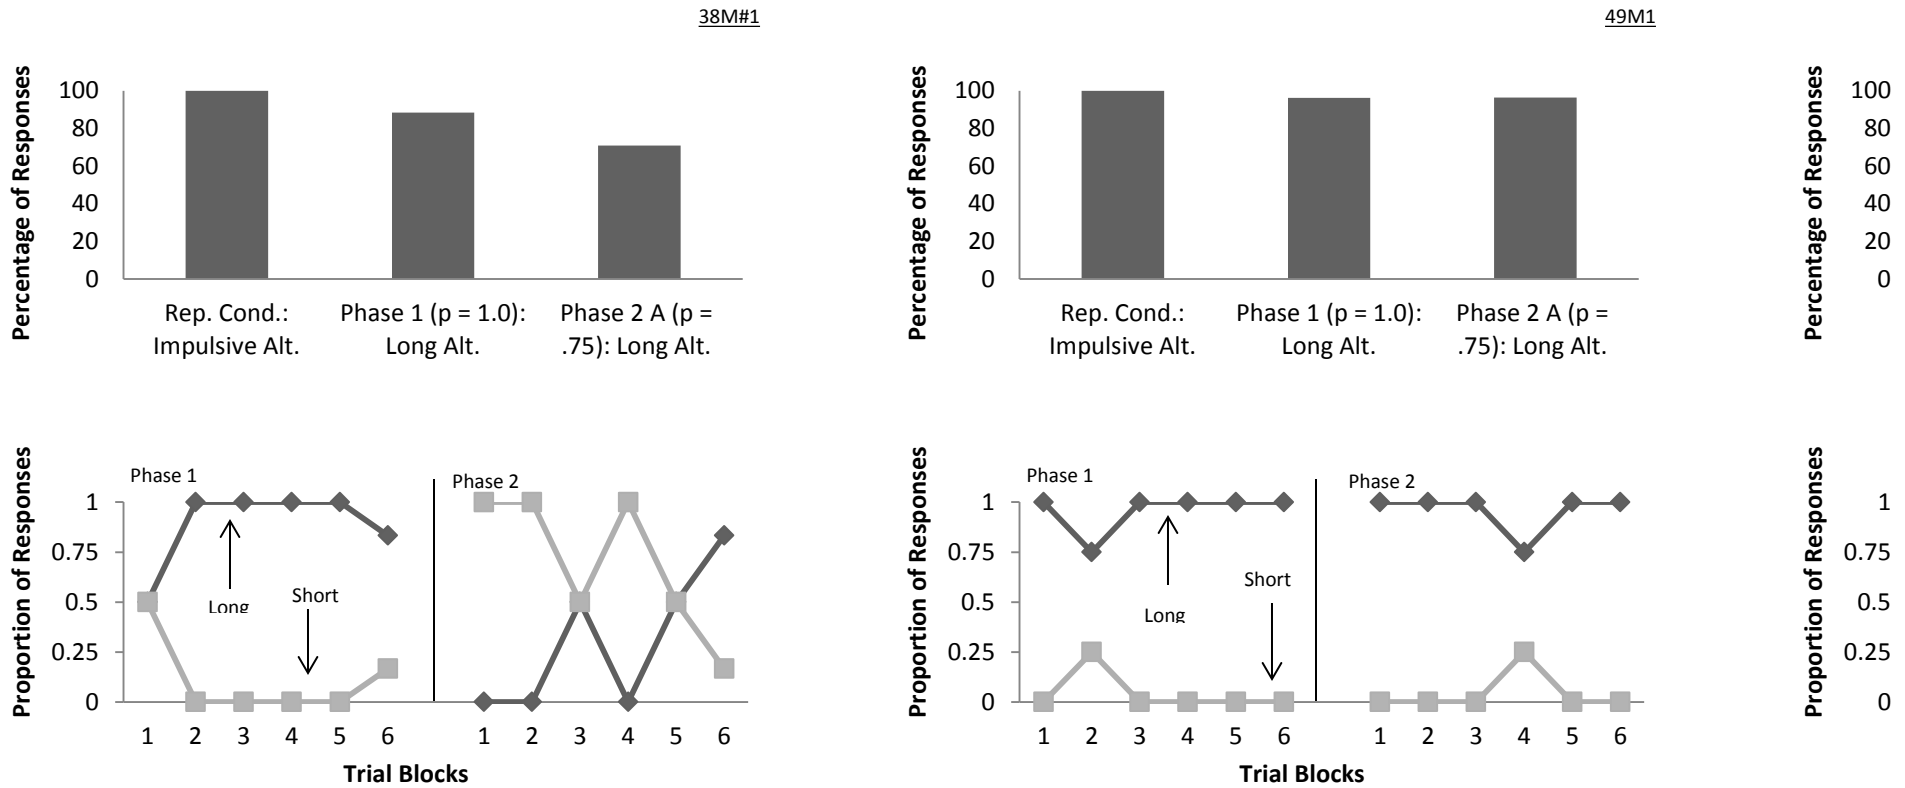 38M#1
Percentage of Responses
100
80
60
40
20
0
Rep. Cond.:
Impulsive Alt.
Phase 1 (p = 1.0):
Long Alt.
Phase 2 A (p =
.75): Long Alt.
Proportion of Responses
1
0.75
0.5
0.25
0
Phase 1
Phase 2
Long
Short
1 2 3 4 5 6 1 2 3 4 5 6
Trial Blocks
49M1
Percentage of Responses
100
80
60
40
20
0
Rep. Cond.:
Impulsive Alt.
Phase 1 (p = 1.0):
Long Alt.
Phase 2 A (p =
.75): Long Alt.
Proportion of Responses
1
0.75
0.5
0.25
0
Phase 1
Phase 2
Short
Long
1 2 3 4 5 6 1 2 3 4 5 6
Trial Blocks
Percentage of Responses
100
80
60
40
20
0
Proportion of Responses
1
0.75
0.5
0.25
0